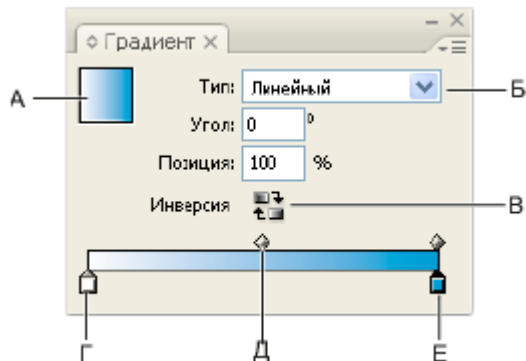 Градиент
Тип: Линейный
Угол: 0 °
Позиция: 100 %
Инверсия
А
Б
В
Г
Д
Е